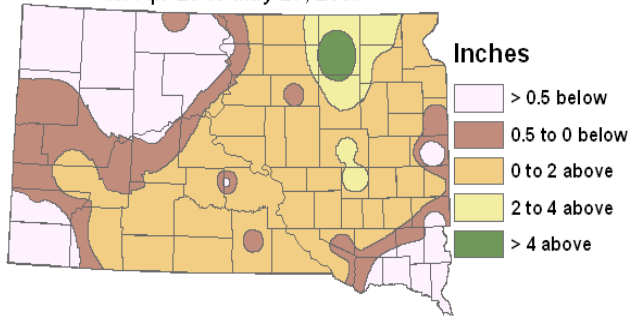 Inches
> 0.5 below
0.5 to 0 below
0 to 2 above
2 to 4 above
> 4 above